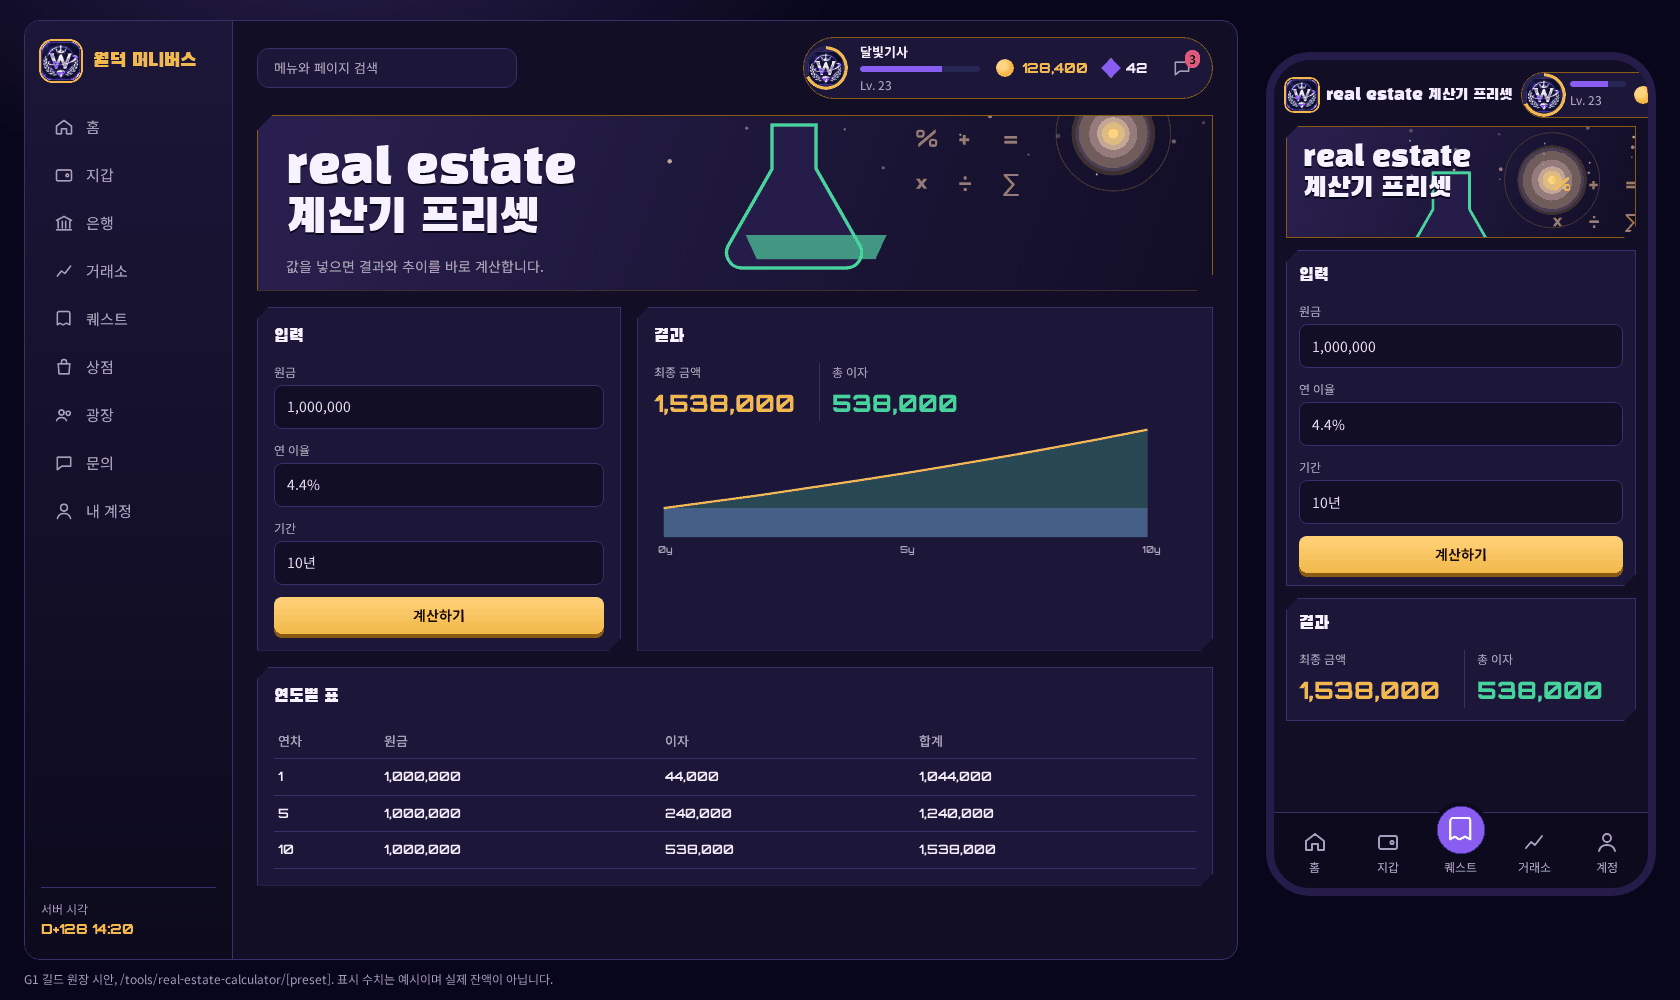 월덕 머니버스
홈
지갑
은행
거래소
퀘스트
상점
광장
문의
내 계정
서버 시각
D+128 14:20
메뉴와 페이지 검색
W
달빛기사
Lv. 23
128,400
42
3
real estate
계산기 프리셋
값을 넣으면 결과와 추이를 바로 계산합니다.
% + =
x ÷ ∑
입력
원금
1,000,000
연 이율
4.4%
기간
10년
계산하기
결과
최종 금액 총 이자
1,538,000 538,000
0y 5y 10y
연도별 표
연차 원금 이자 합계
1 1,000,000 44,000 1,044,000
5 1,000,000 240,000 1,240,000
10 1,000,000 538,000 1,538,000
real estate 계산기 프리셋
Lv. 23
real estate
계산기 프리셋
% + =
x ÷ ∑
입력
원금
1,000,000
연 이율
4.4%
기간
10년
계산하기
결과
최종 금액 총 이자
1,538,000 538,000
홈 지갑 퀘스트 거래소 계정
G1 길드 원장 시안, /tools/real-estate-calculator/[preset]. 표시 수치는 예시이며 실제 잔액이 아닙니다.